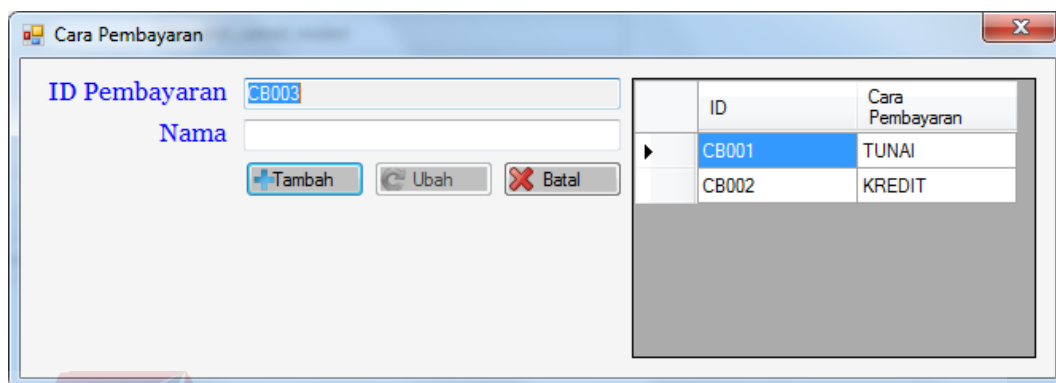 Cara Pembayaran
ID Pembayaran CB003
Nama
Tambah Ubah Batal
ID Cara Pembayaran
CB001 TUNAI
CB002 KREDIT